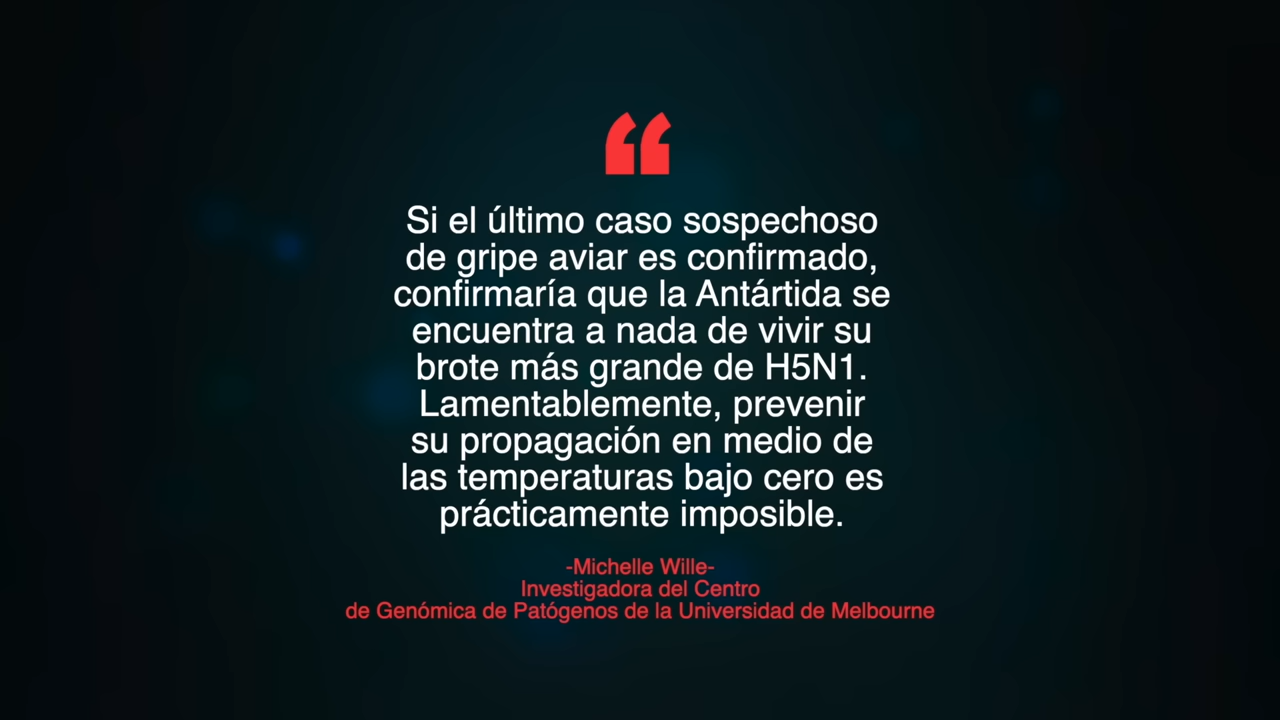 “
Si el último caso sospechoso
de gripe aviar es confirmado,
confirmaría que la Antártida se
encuentra a nada de vivir su
brote más grande de H5N1.
Lamentablemente, prevenir
su propagación en medio de
las temperaturas bajo cero es
prácticamente imposible.
-Michelle Wille-
Investigadora del Centro
de Genómica de Patógenos de la Universidad de Melbourne